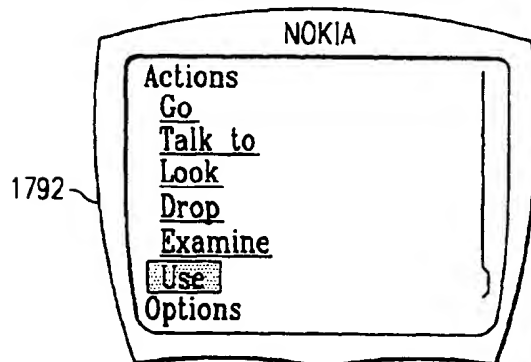 NOKIA
Actions
Go
Talk to
Look
1792
Drop
Examine
Use
Options